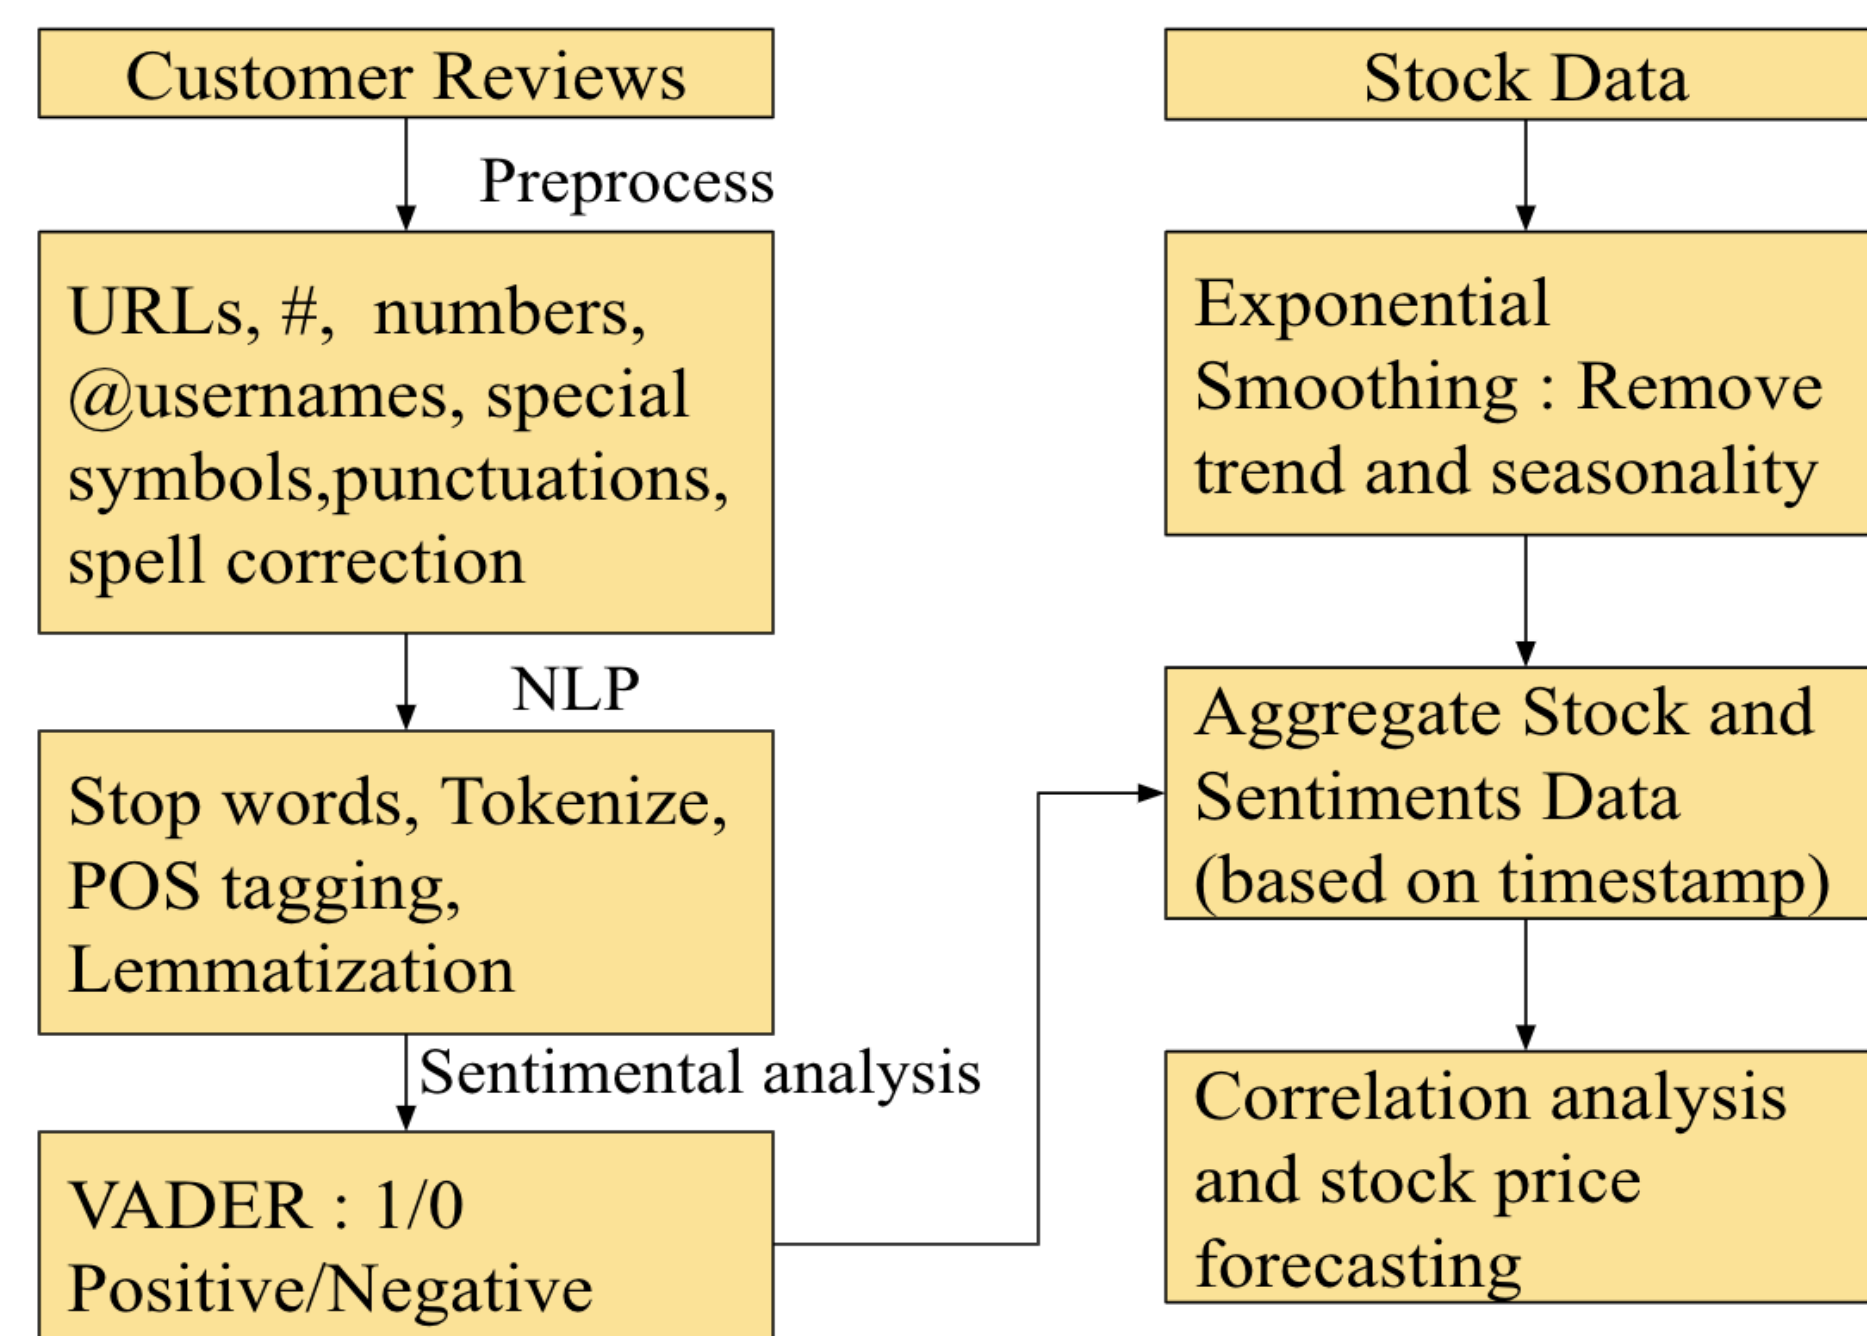 Customer Reviews
Preprocess
URLs, #, numbers,
@usernames, special
symbols,punctuations,
spell correction
NLP
Stop words, Tokenize,
POS tagging,
Lemmatization
Sentimental analysis
VADER : 1/0
Positive/Negative
Stock Data
Exponential
Smoothing : Remove
trend and seasonality
Aggregate Stock and
Sentiments Data
(based on timestamp)
Correlation analysis
and stock price
forecasting